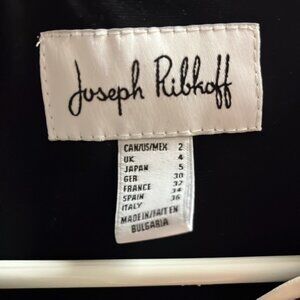 Joseph Ribkoff
CAN/US/MEX 2
UK 4
JAPAN 5
GER 30
FRANCE 32
SPAIN 34
ITALY 36
MADE IN/FAIT EN
BULGARIA